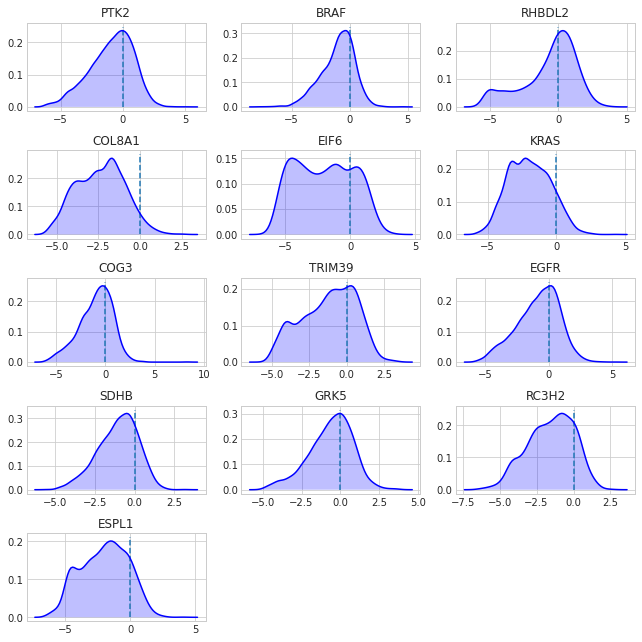 PTK2 BRAF RHBDL2
0.2 0.3 0.2
0.1 0.2 0.1
0.0 0.1 0.0
0.0
−5 0 5 −5 0 5 −5 0 5
COL8A1 EIF6 KRAS
0.2 0.15 0.2
0.1 0.10 0.1
0.0 0.05 0.0
0.00
−5.0 −2.5 0.0 2.5 −5 0 5 −5 0 5
COG3 TRIM39 EGFR
0.2 0.2 0.2
0.1 0.1 0.1
0.0 0.0 0.0
−5 0 5 10 −5.0 −2.5 0.0 2.5 −5 0 5
SDHB GRK5 RC3H2
0.3 0.3 0.2
0.2 0.2 0.1
0.1 0.1 0.0
0.0 0.0
−5.0 −2.5 0.0 2.5 −5.0 −2.5 0.0 2.5 5.0 −7.5 −5.0 −2.5 0.0 2.5
ESPL1
0.2
0.1
0.0
−5 0 5